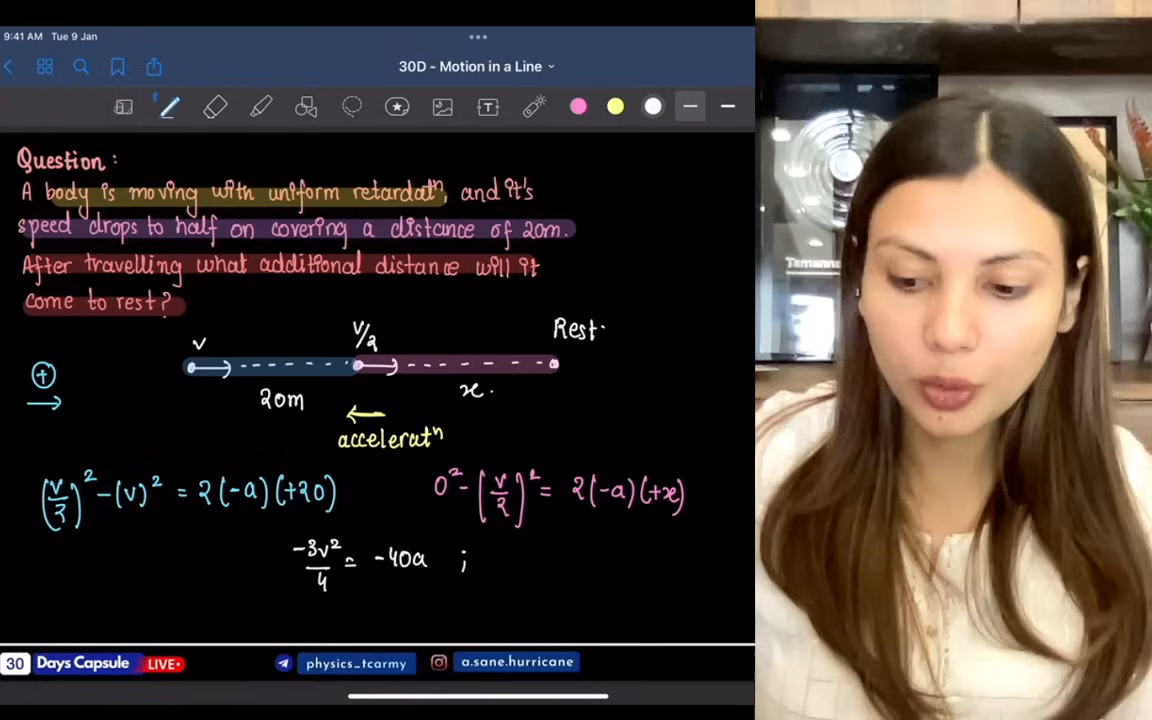 9:41 AM Tue 9 Jan
30D - Motion in a Line
T
Question:
A body is moving with uniform retardatⁿ, and it's
speed drops to half on covering a distance of 20m.
After travelling what additional distance will it
come to rest?
v
v/2
Rest.
+
20m
x.
acceleratⁿ
(v/2)² - (v)² = 2(-a)(+20)
0² - (v/2)² = 2(-a)(+x)
-3v²/4 = -40a ;
30 Days Capsule LIVE
physics_tcarmy
a.sane.hurricane